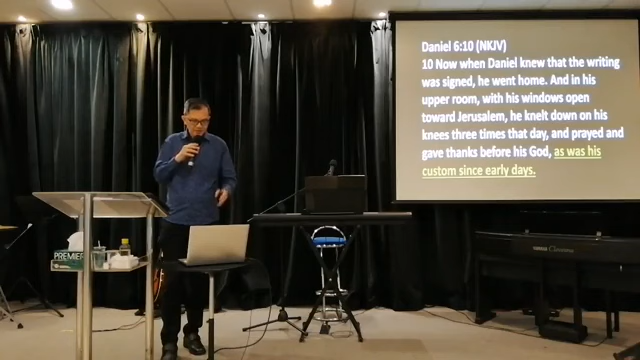 Daniel 6:10 (NKJV)
10 Now when Daniel knew that the writing
was signed, he went home. And in his
upper room, with his windows open
toward Jerusalem, he knelt down on his
knees three times that day, and prayed and
gave thanks before his God, as was his
custom since early days.
PREMIER